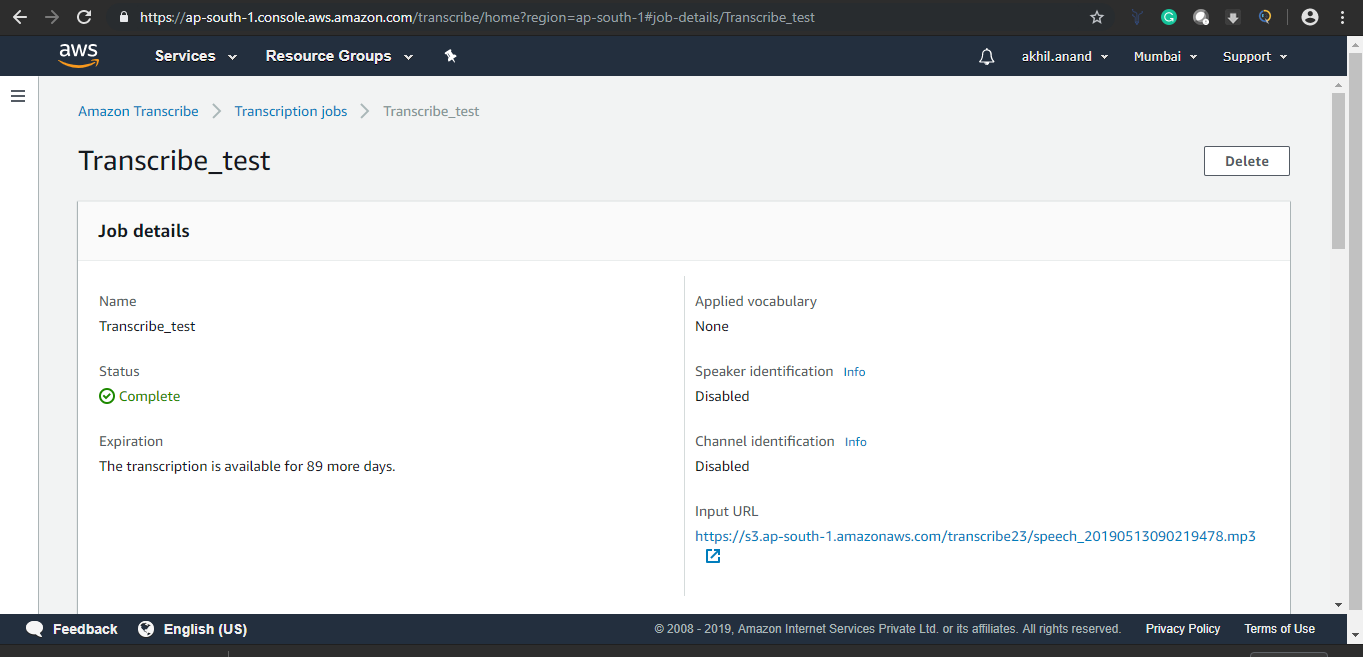 https://ap-south-1.console.aws.amazon.com/transcribe/home?region=ap-south-1#job-details/Transcribe_test
aws Services Resource Groups akhil.anand Mumbai Support
Amazon Transcribe > Transcription jobs > Transcribe_test
Transcribe_test Delete
Job details
Name
Transcribe_test
Status
Complete
Expiration
The transcription is available for 89 more days.
Applied vocabulary
None
Speaker identification Info
Disabled
Channel identification Info
Disabled
Input URL
https://s3.ap-south-1.amazonaws.com/transcribe23/speech_20190513090219478.mp3
Feedback English (US) © 2008 - 2019, Amazon Internet Services Private Ltd. or its affiliates. All rights reserved. Privacy Policy Terms of Use